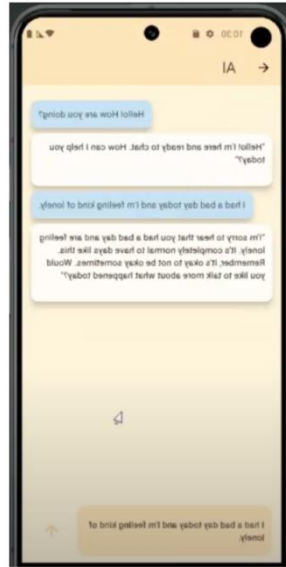 10:30
AI
Hello! How are you doing?
"Hello! I'm here and ready to chat. How can I help you
today?"
I had a bad day today and I'm feeling kind of lonely.
"I'm sorry to hear that you had a bad day and are feeling
lonely. It's completely normal to have days like this.
Remember, it's okay to not be okay sometimes. Would
you like to talk more about what happened today?"
I had a bad day today and I'm feeling kind of
lonely.